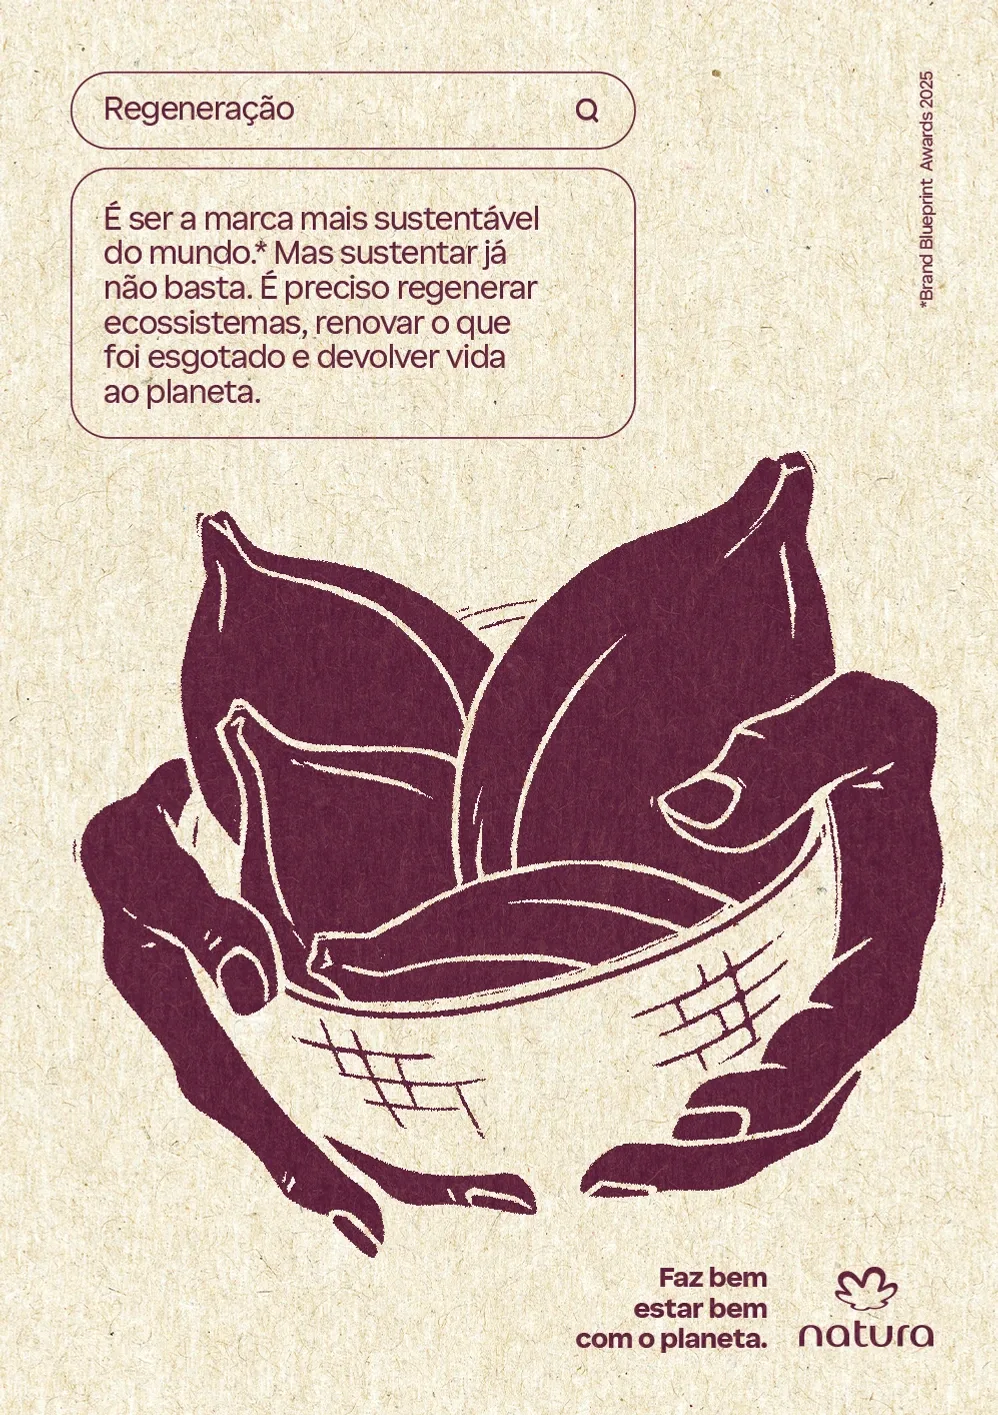 Regeneração
É ser a marca mais sustentável
do mundo.* Mas sustentar já
não basta. É preciso regenerar
ecossistemas, renovar o que
foi esgotado e devolver vida
ao planeta.
*Brand Blueprint Awards 2025
Faz bem
estar bem
com o planeta.
natura